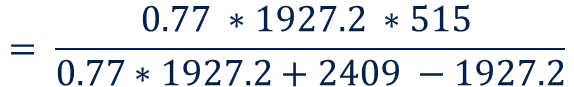 0.77 * 1927.2 * 515
=
0.77 * 1927.2 + 2409 − 1927.2